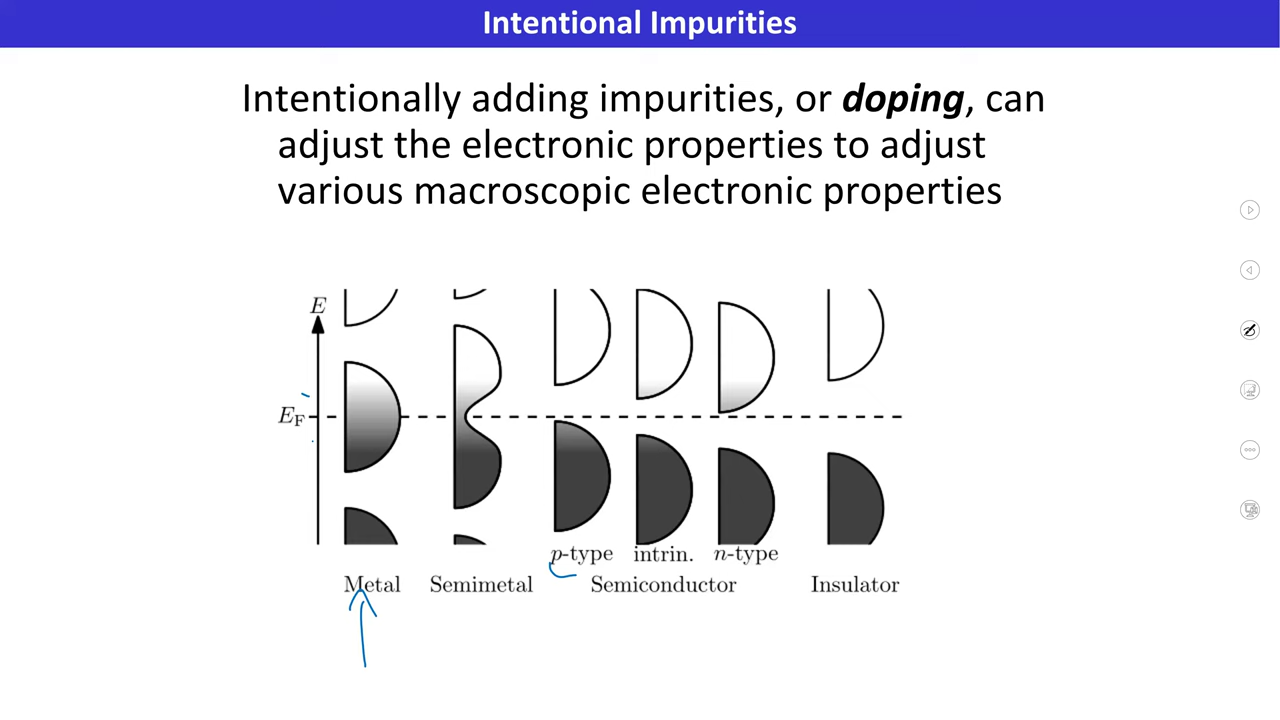 Intentional Impurities
Intentionally adding impurities, or doping, can
adjust the electronic properties to adjust
various macroscopic electronic properties
E
EF
p-type intrin. n-type
Metal Semimetal Semiconductor Insulator